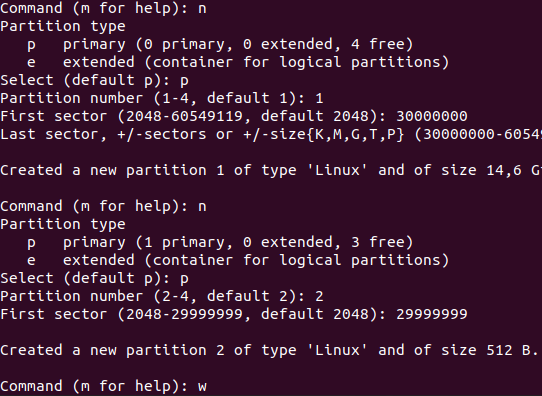 Command (m for help): n
Partition type
   p   primary (0 primary, 0 extended, 4 free)
   e   extended (container for logical partitions)
Select (default p): p
Partition number (1-4, default 1): 1
First sector (2048-60549119, default 2048): 30000000
Last sector, +/-sectors or +/-size{K,M,G,T,P} (30000000-6054
Created a new partition 1 of type 'Linux' and of size 14,6 G
Command (m for help): n
Partition type
   p   primary (1 primary, 0 extended, 3 free)
   e   extended (container for logical partitions)
Select (default p): p
Partition number (2-4, default 2): 2
First sector (2048-29999999, default 2048): 29999999
Created a new partition 2 of type 'Linux' and of size 512 B.
Command (m for help): w